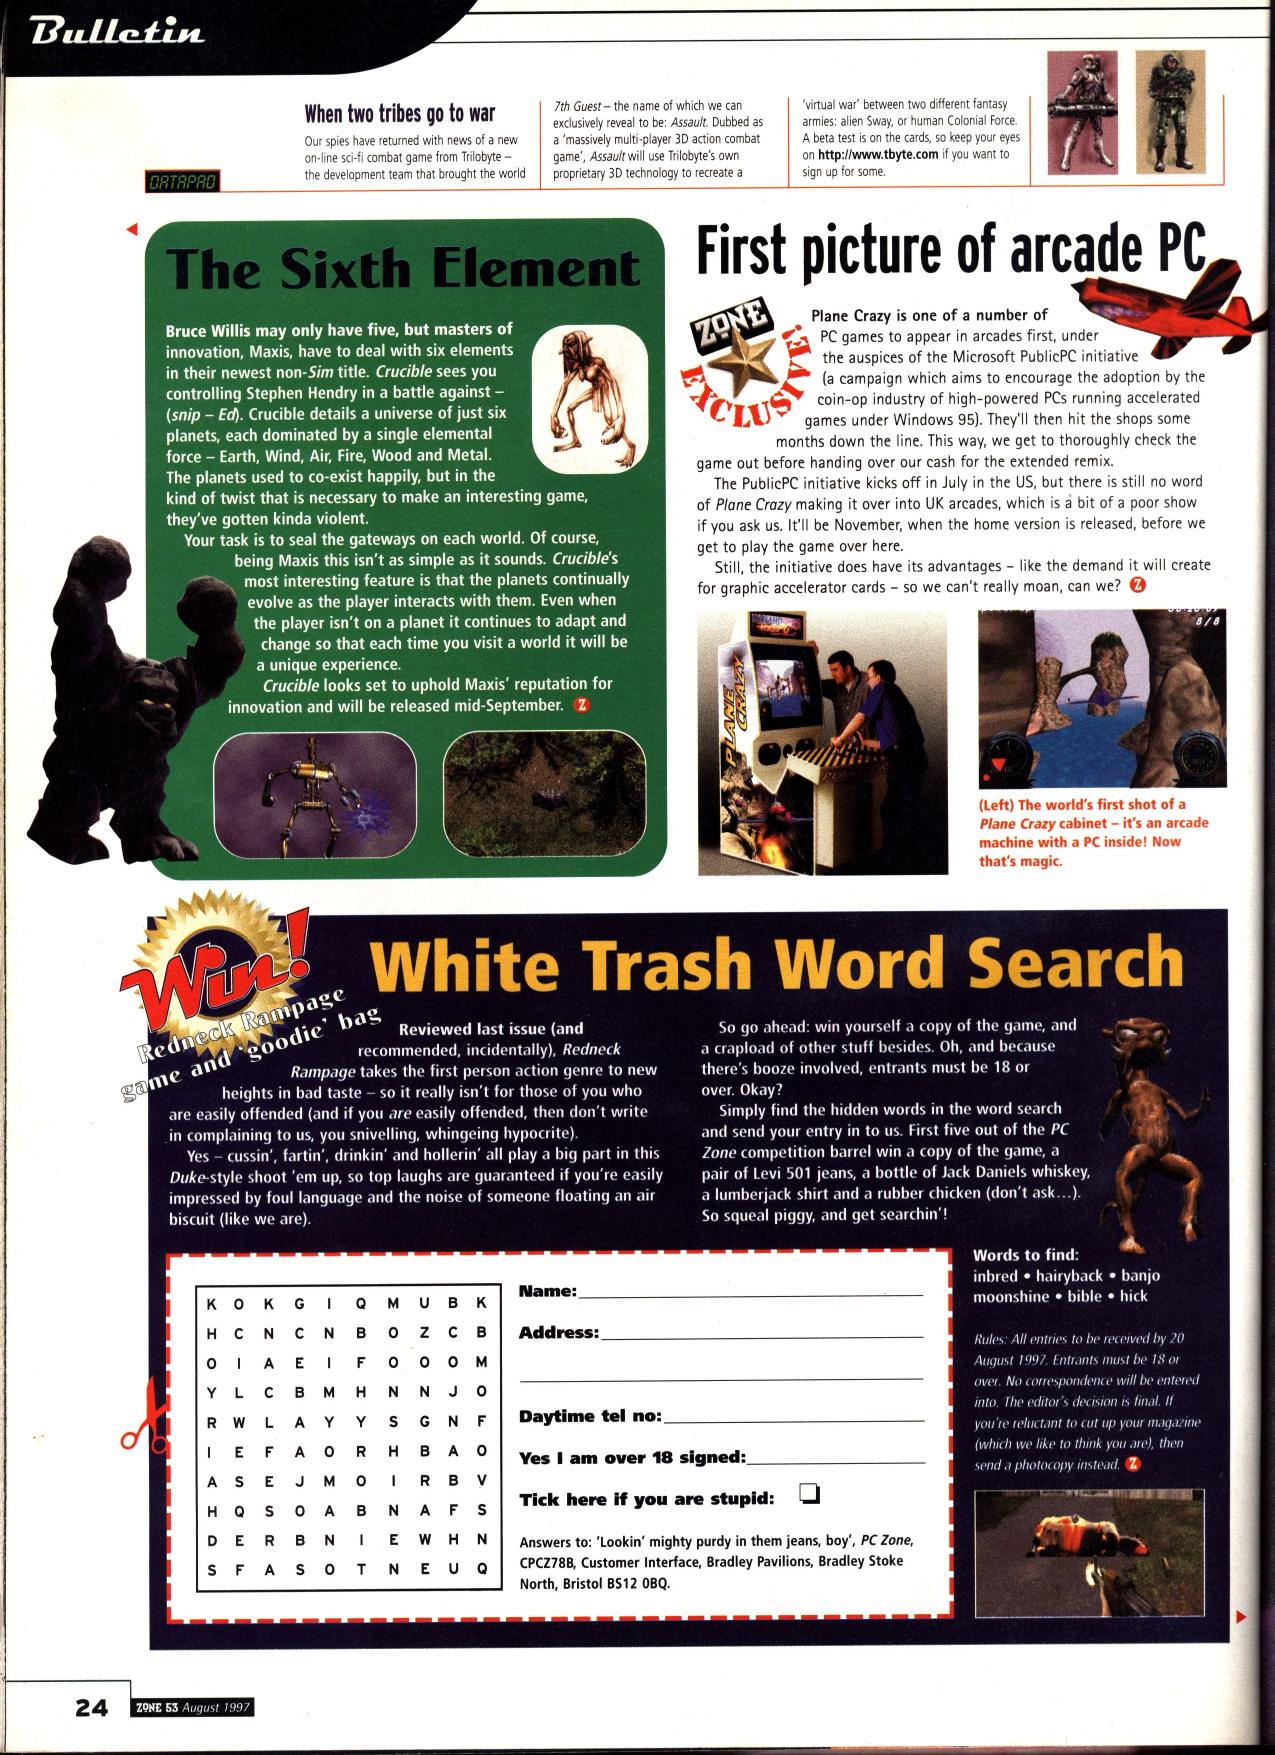 Bulletin
When two tribes go to war
Our spies have returned with news of a new
on-line sci-fi combat game from Trilobyte –
the development team that brought the world
7th Guest – the name of which we can
exclusively reveal to be: Assault. Dubbed as
a 'massively multi-player 3D action combat
game', Assault will use Trilobyte's own
proprietary 3D technology to recreate a
'virtual war' between two different fantasy
armies: alien Sway, or human Colonial Force.
A beta test is on the cards, so keep your eyes
on http://www.tbyte.com if you want to
sign up for some.
DATAPAD
The Sixth Element
Bruce Willis may only have five, but masters of
innovation, Maxis, have to deal with six elements
in their newest non-Sim title. Crucible sees you
controlling Stephen Hendry in a battle against –
(snip – Ed). Crucible details a universe of just six
planets, each dominated by a single elemental
force – Earth, Wind, Air, Fire, Wood and Metal.
The planets used to co-exist happily, but in the
kind of twist that is necessary to make an interesting game,
they've gotten kinda violent.
Your task is to seal the gateways on each world. Of course,
being Maxis this isn't as simple as it sounds. Crucible's
most interesting feature is that the planets continually
evolve as the player interacts with them. Even when
the player isn't on a planet it continues to adapt and
change so that each time you visit a world it will be
a unique experience.
Crucible looks set to uphold Maxis' reputation for
innovation and will be released mid-September. Z
First picture of arcade PC
ZONE
EXCLUSIVE!
Plane Crazy is one of a number of
PC games to appear in arcades first, under
the auspices of the Microsoft PublicPC initiative
(a campaign which aims to encourage the adoption by the
coin-op industry of high-powered PCs running accelerated
games under Windows 95). They'll then hit the shops some
months down the line. This way, we get to thoroughly check the
game out before handing over our cash for the extended remix.
The PublicPC initiative kicks off in July in the US, but there is still no word
of Plane Crazy making it over into UK arcades, which is a bit of a poor show
if you ask us. It'll be November, when the home version is released, before we
get to play the game over here.
Still, the initiative does have its advantages – like the demand it will create
for graphic accelerator cards – so we can't really moan, can we? Z
PLANE CRAZY
8/8
(Left) The world's first shot of a
Plane Crazy cabinet – it's an arcade
machine with a PC inside! Now
that's magic.
Win!
Redneck Rampage
game and 'goodie' bag
White Trash Word Search
Reviewed last issue (and
recommended, incidentally), Redneck
Rampage takes the first person action genre to new
heights in bad taste – so it really isn't for those of you who
are easily offended (and if you are easily offended, then don't write
in complaining to us, you snivelling, whingeing hypocrite).
Yes – cussin', fartin', drinkin' and hollerin' all play a big part in this
Duke-style shoot 'em up, so top laughs are guaranteed if you're easily
impressed by foul language and the noise of someone floating an air
biscuit (like we are).
So go ahead: win yourself a copy of the game, and
a crapload of other stuff besides. Oh, and because
there's booze involved, entrants must be 18 or
over. Okay?
Simply find the hidden words in the word search
and send your entry in to us. First five out of the PC
Zone competition barrel win a copy of the game, a
pair of Levi 501 jeans, a bottle of Jack Daniels whiskey,
a lumberjack shirt and a rubber chicken (don't ask...).
So squeal piggy, and get searchin'!
K O K G I Q M U B K
H C N C N B O Z C B
O I A E I F O O O M
Y L C B M H N N J O
R W L A Y Y S G N F
I E F A O R H B A O
A S E J M O I R B V
H Q S O A B N A F S
D E R B N I E W H N
S F A S O T N E U Q
Name:
Address:
Daytime tel no:
Yes I am over 18 signed:
Tick here if you are stupid:
Answers to: 'Lookin' mighty purdy in them jeans, boy', PC Zone,
CPCZ78B, Customer Interface, Bradley Pavilions, Bradley Stoke
North, Bristol BS12 0BQ.
Words to find:
inbred • hairyback • banjo
moonshine • bible • hick
Rules: All entries to be received by 20
August 1997. Entrants must be 18 or
over. No correspondence will be entered
into. The editor's decision is final. If
you're reluctant to cut up your magazine
(which we like to think you are), then
send a photocopy instead. Z
24
ZONE 53 August 1997